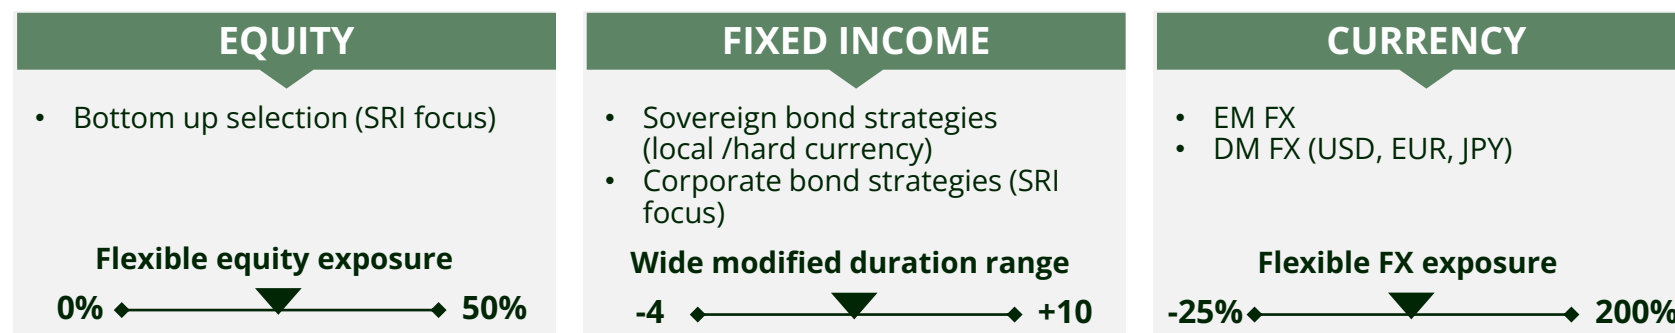 EQUITY
• Bottom up selection (SRI focus)
Flexible equity exposure
0% 50%
FIXED INCOME
• Sovereign bond strategies
(local /hard currency)
• Corporate bond strategies (SRI
focus)
Wide modified duration range
-4 +10
CURRENCY
• EM FX
• DM FX (USD, EUR, JPY)
Flexible FX exposure
-25% 200%